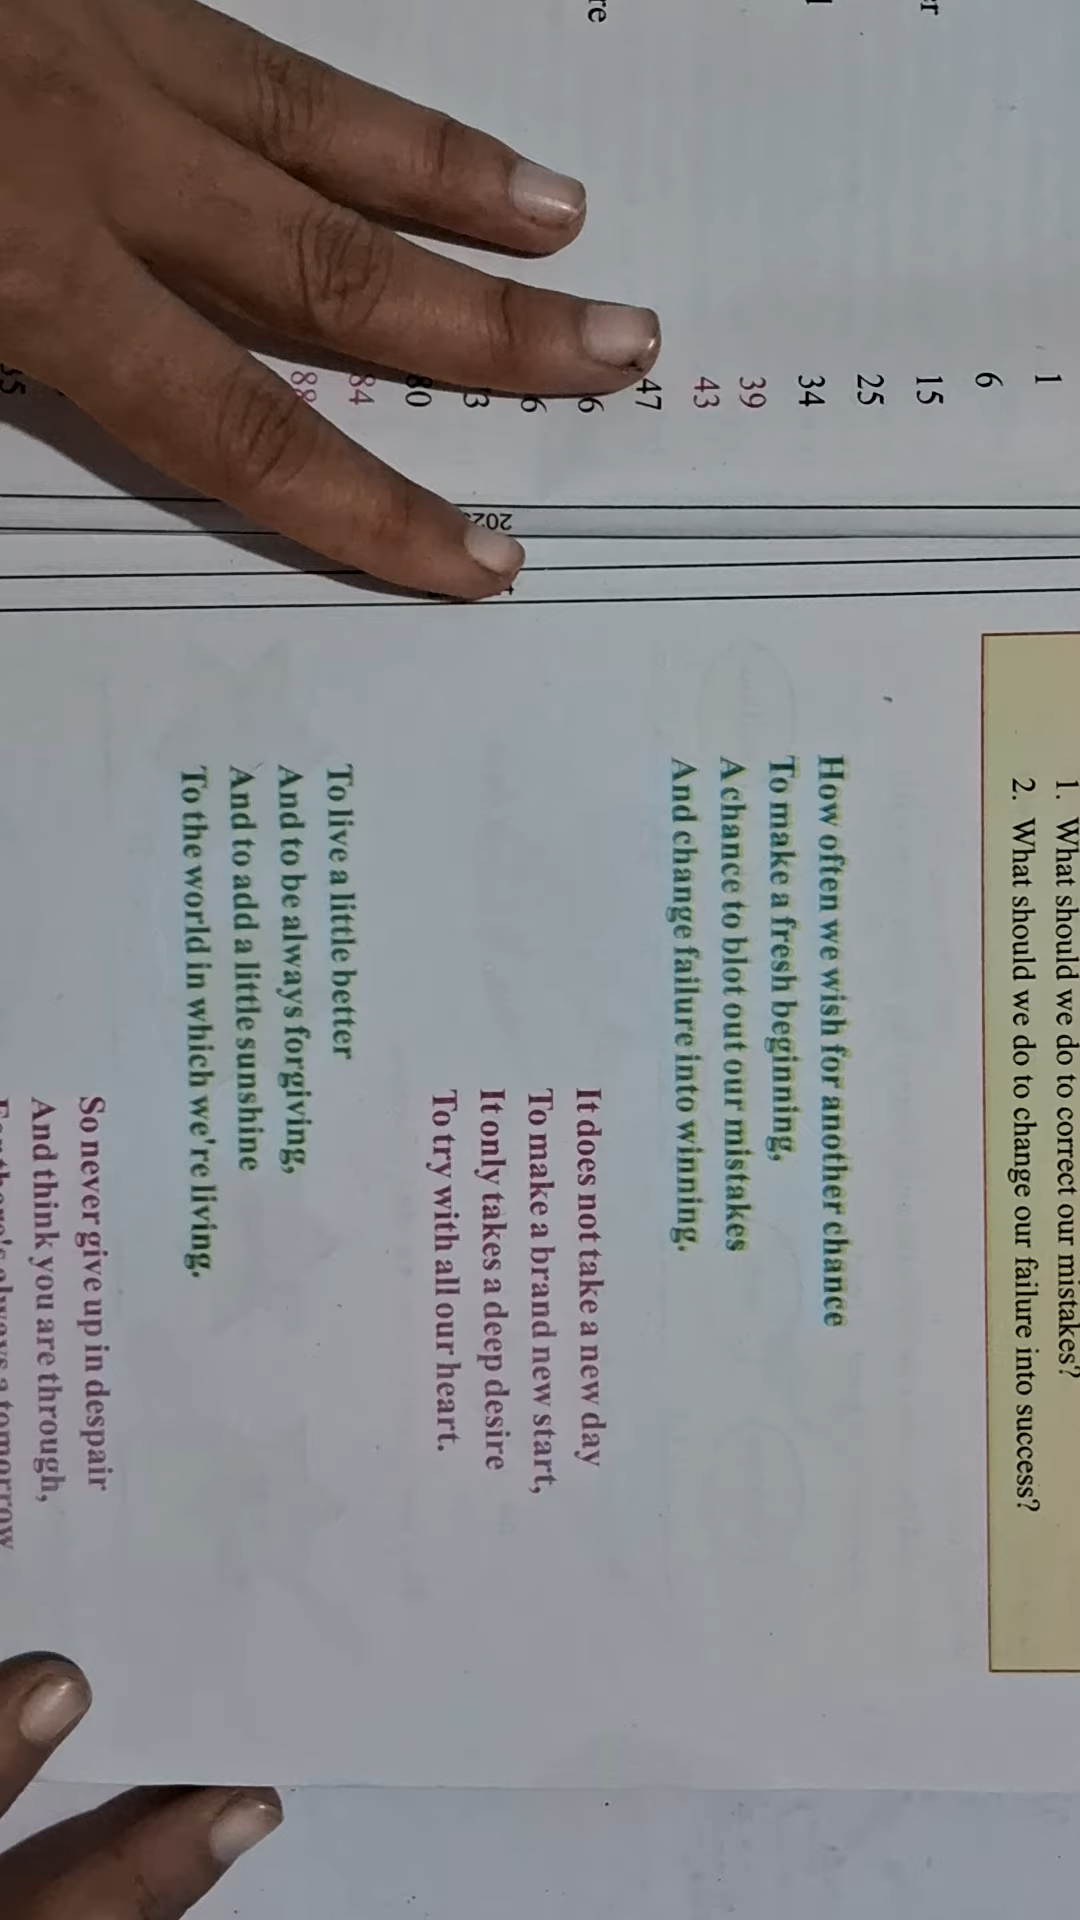 1. What should we do to correct our mistakes?
2. What should we do to change our failure into success?
How often we wish for another chance
To make a fresh beginning,
A chance to blot out our mistakes
And change failure into winning.
It does not take a new day
To make a brand new start,
It only takes a deep desire
To try with all our heart.
To live a little better
And to be always forgiving,
And to add a little sunshine
To the world in which we're living.
So never give up in despair
And think you are through,
always a tomorrow
1
6
15
25
34
39
43
47
80
84
88